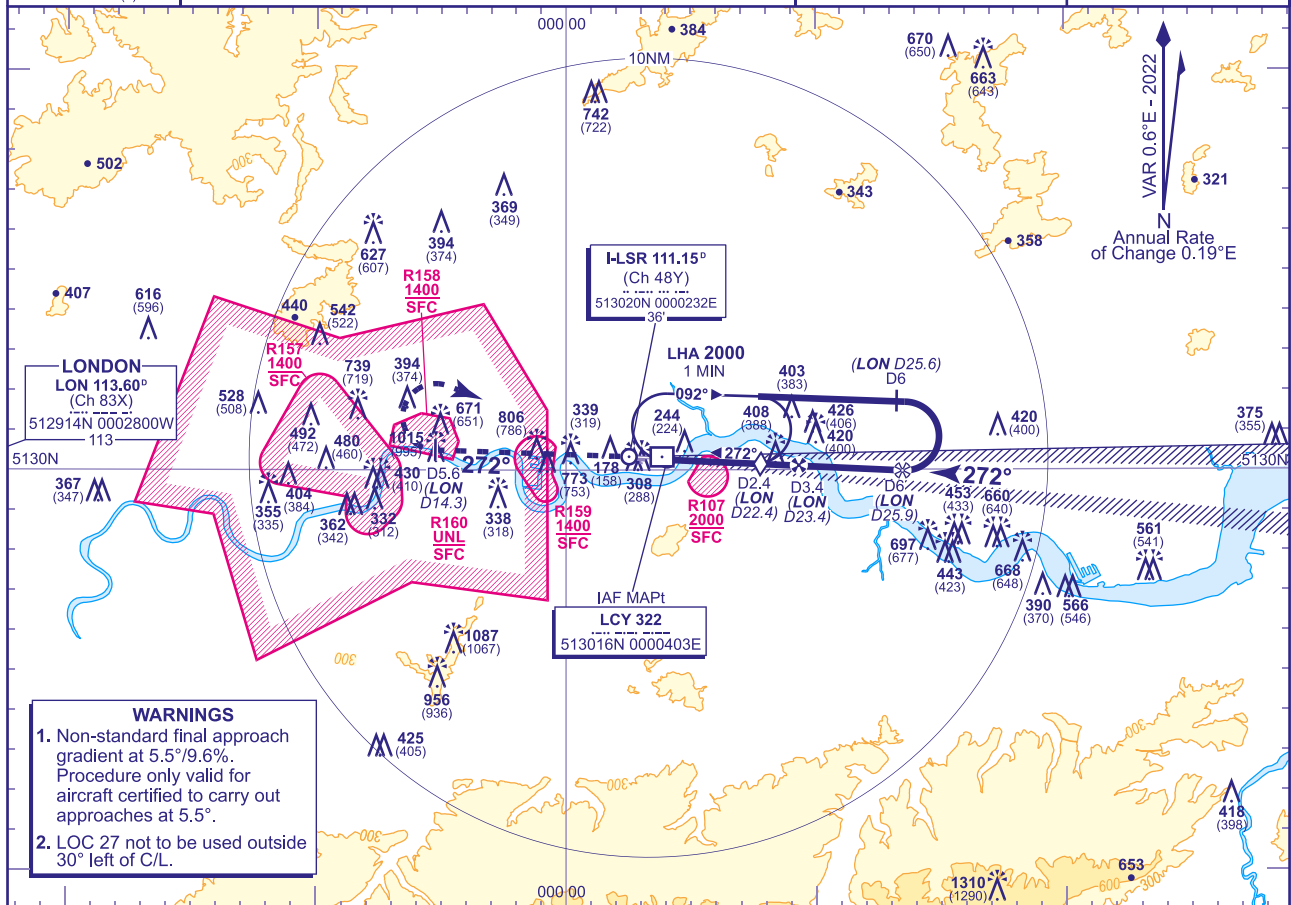 000 00
384
670
(650)
663
(643)
10NM
742
(722)
VAR 0.6°E - 2022
502
300
343
321
369
(349)
N
Annual Rate
of Change 0.19°E
627
(607)
394
(374)
358
I-LSR 111.15ᴰ
(Ch 48Y)
513020N 0000232E
36'
R158
1400
SFC
407
616
(596)
440
542
(522)
LHA 2000
1 MIN
(LON D25.6)
D6
R157
1400
SFC
LONDON
LON 113.60ᴰ
(Ch 83X)
512914N 0002800W
113
739
(719)
394
(374)
092°
403
(383)
528
(508)
671
(651)
806
(786)
339
(319)
244
(224)
408
(388)
426
(406)
420
(400)
420
(400)
375
(355)
492
(472)
480
(460)
1015
(995)
272°
272°
272°
5130N
5130N
D5.6
(LON
D14.3)
773
(753)
178
(158)
308
(288)
D2.4
(LON
D22.4)
D3.4
(LON
D23.4)
D6
(LON
D25.9)
367
(347)
404
(384)
430
(410)
355
(335)
362
(342)
332
(312)
338
(318)
R160
UNL
SFC
R159
1400
SFC
R107
2000
SFC
453
(433)
660
(640)
697
(677)
443
(423)
668
(648)
561
(541)
390
(370)
566
(546)
IAF MAPt
LCY 322
513016N 0000403E
300
1087
(1067)
956
(936)
425
(405)
WARNINGS
1. Non-standard final approach
gradient at 5.5°/9.6%.
Procedure only valid for
aircraft certified to carry out
approaches at 5.5°.
2. LOC 27 not to be used outside
30° left of C/L.
300
300
300
418
(398)
653
600
300
1310
(1290)
000 00